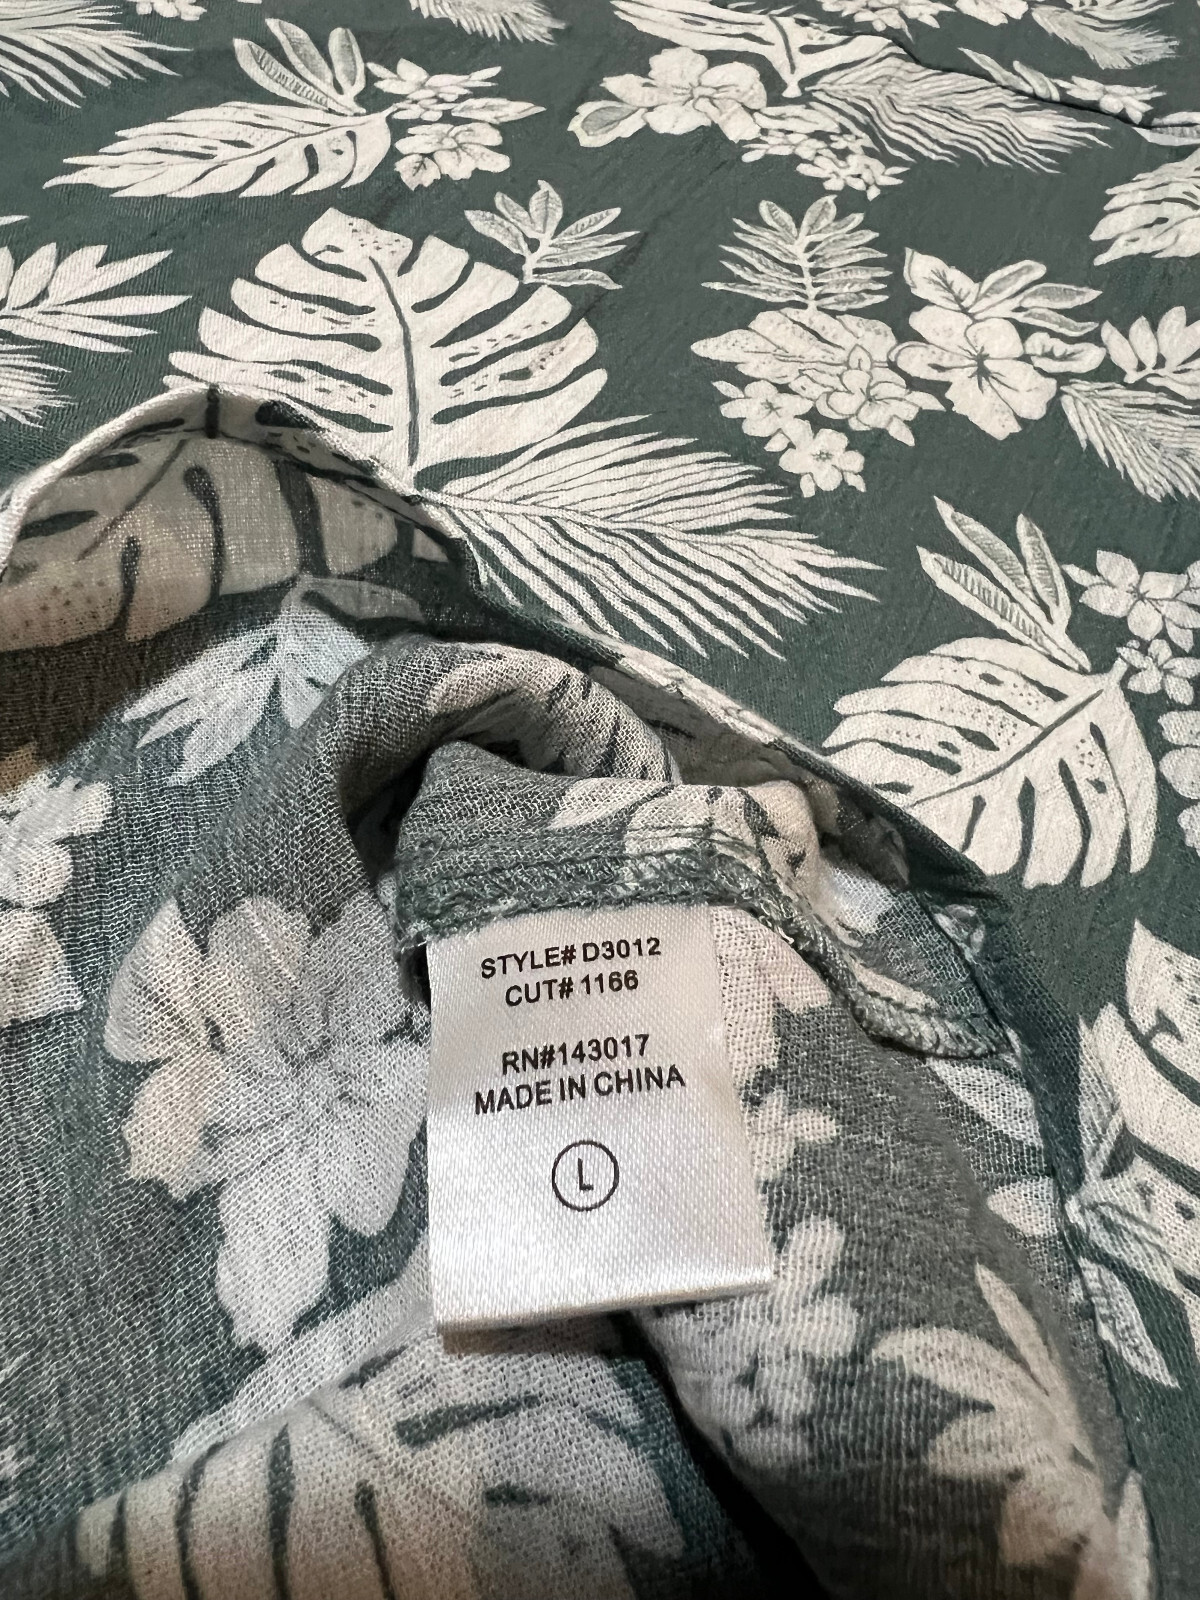 STYLE# D3012
CUT# 1166
RN#143017
MADE IN CHINA
L